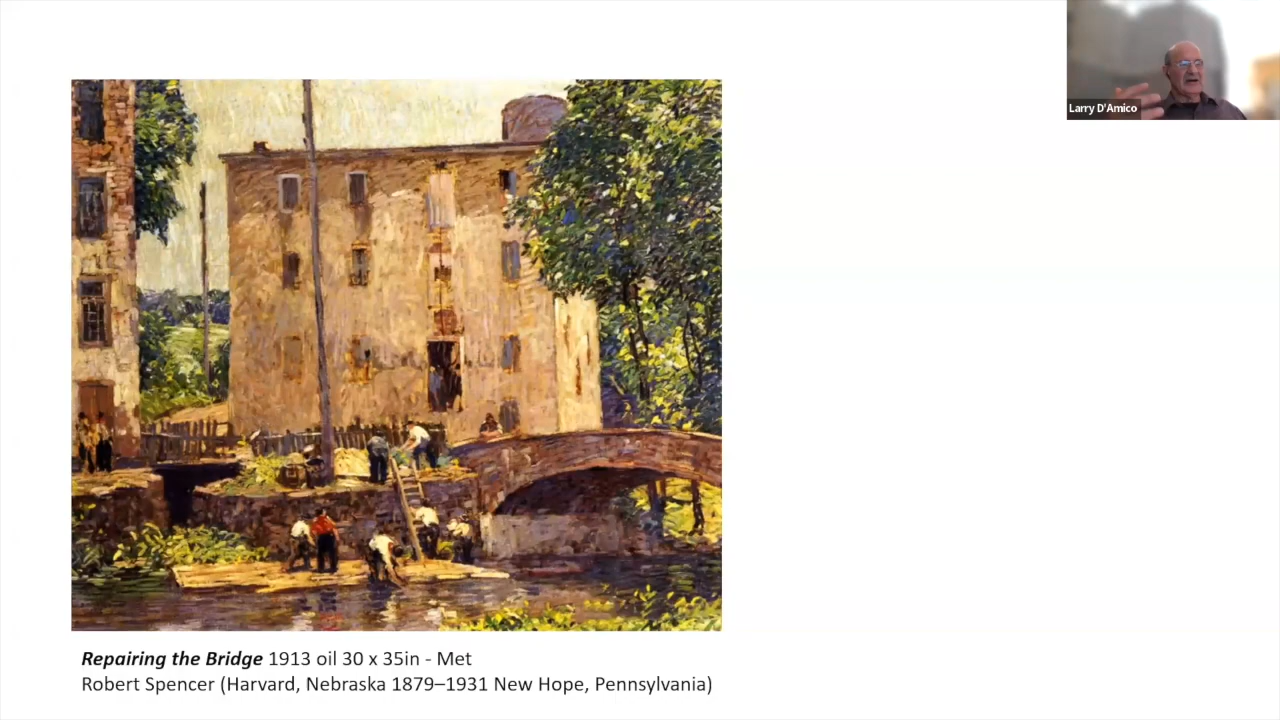 Larry D'Amico
Repairing the Bridge 1913 oil 30 x 35in - Met
Robert Spencer (Harvard, Nebraska 1879–1931 New Hope, Pennsylvania)